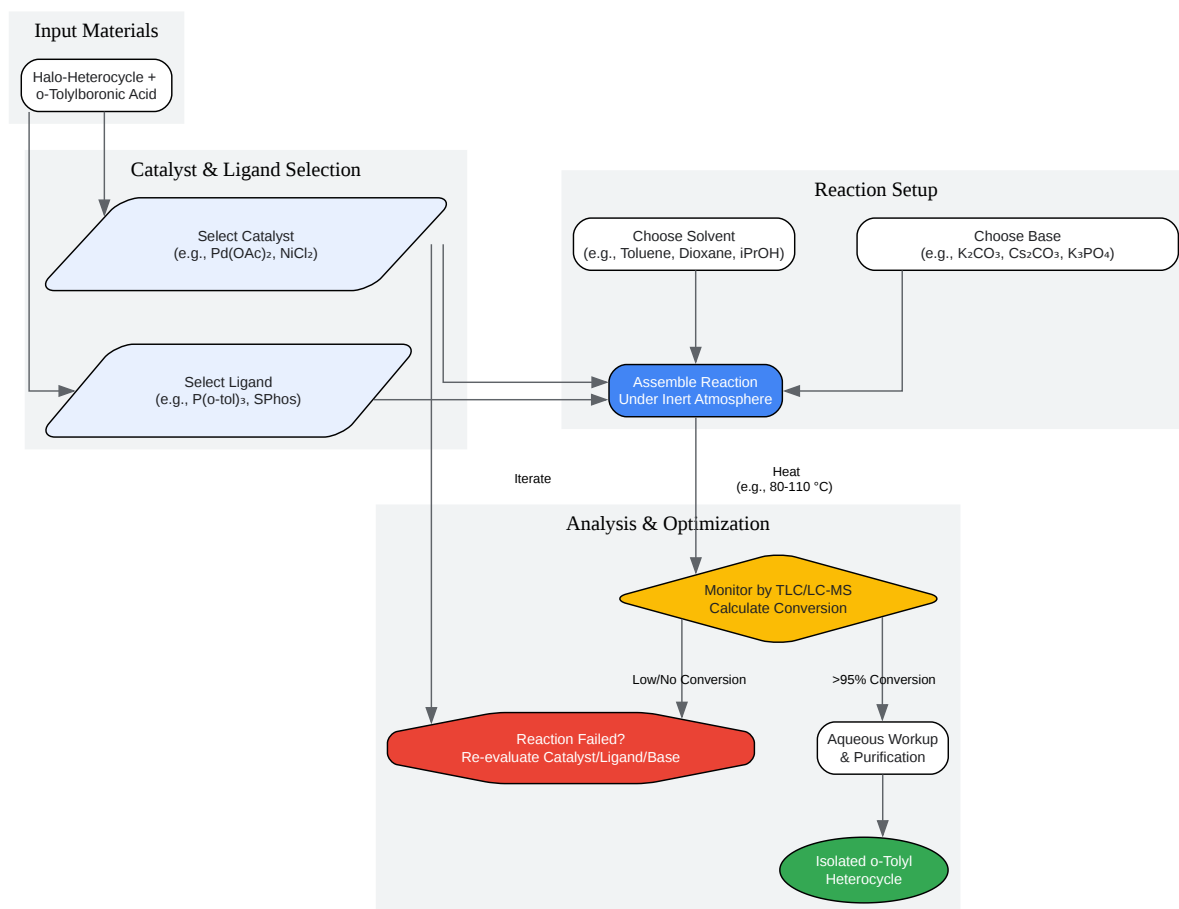 Input Materials
Halo-Heterocycle +
o-Tolylboronic Acid
Catalyst & Ligand Selection
Select Catalyst
(e.g., Pd(OAc)₂, NiCl₂)
Select Ligand
(e.g., P(o-tol)₃, SPhos)
Reaction Setup
Choose Solvent
(e.g., Toluene, Dioxane, iPrOH)
Choose Base
(e.g., K₂CO₃, Cs₂CO₃, K₃PO₄)
Assemble Reaction
Under Inert Atmosphere
Iterate
Heat
(e.g., 80-110 °C)
Analysis & Optimization
Monitor by TLC/LC-MS
Calculate Conversion
Low/No Conversion
>95% Conversion
Reaction Failed?
Re-evaluate Catalyst/Ligand/Base
Aqueous Workup
& Purification
Isolated o-Tolyl
Heterocycle